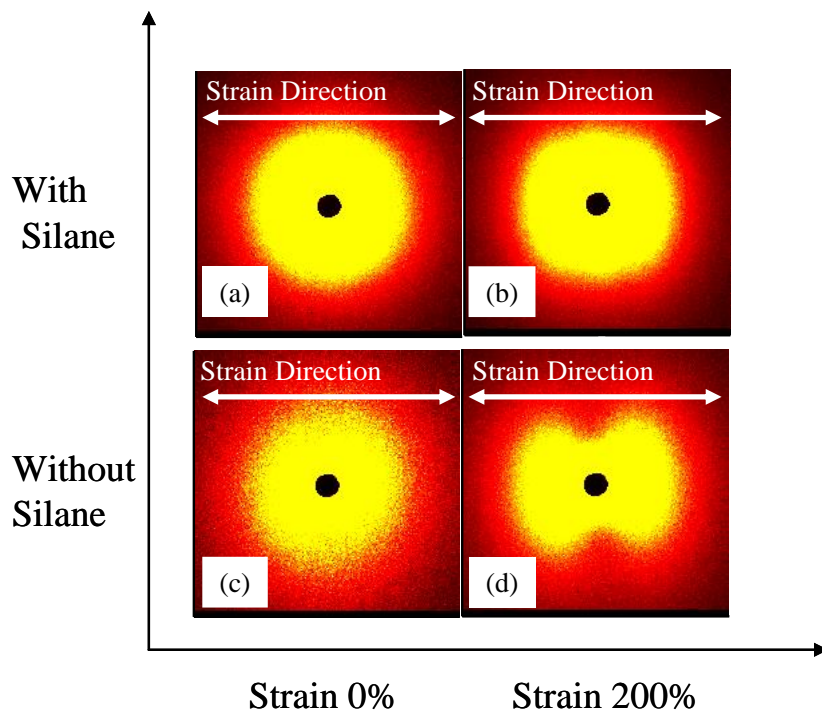 With
Silane
Strain Direction
(a)
Strain Direction
(b)
Without
Silane
Strain Direction
(c)
Strain Direction
(d)
Strain 0%
Strain 200%